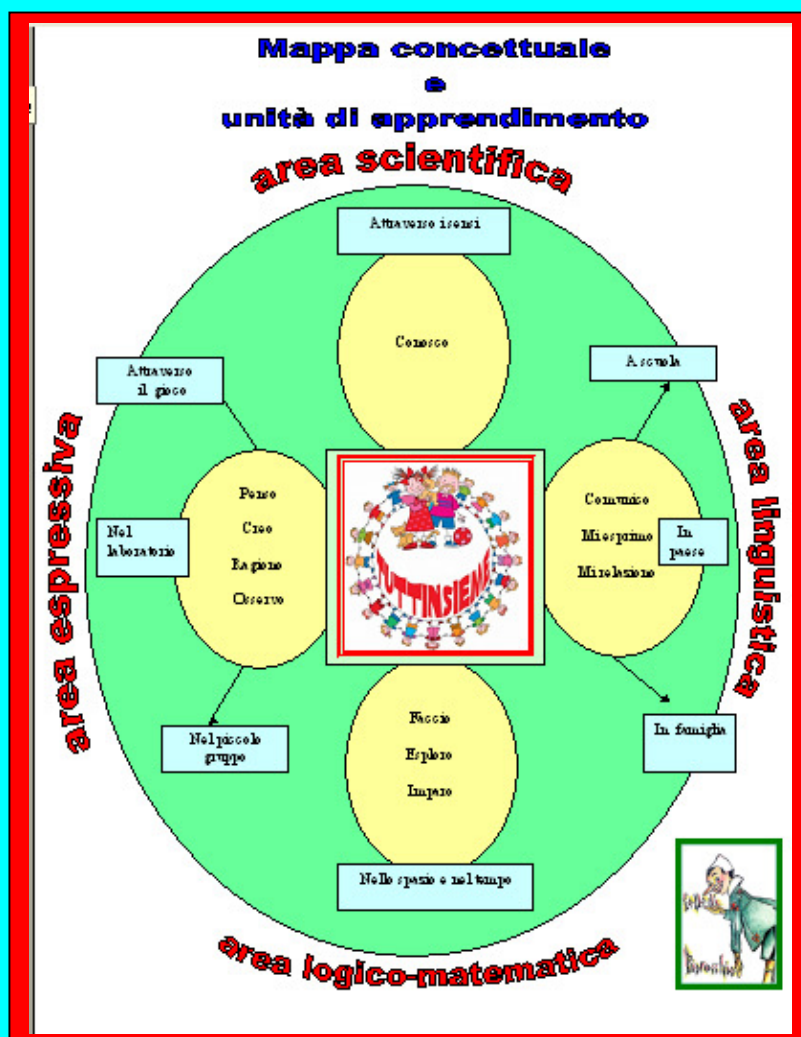 Mappa concettuale
e
unità di apprendimento
area scientifica
Attraverso i sensi
Conosco
Attraverso
il gioco
A scuola
area espressiva
area linguistica
Penso
Creo
Ragiono
Osservo
Nel
laboratorio
TUTTINSIEME
Comunico
Mi esprimo
Mi relaziono
In
paese
Nel piccolo
gruppo
Faccio
Esploro
Imparo
In famiglia
Nello spazio e nel tempo
area logico-matematica